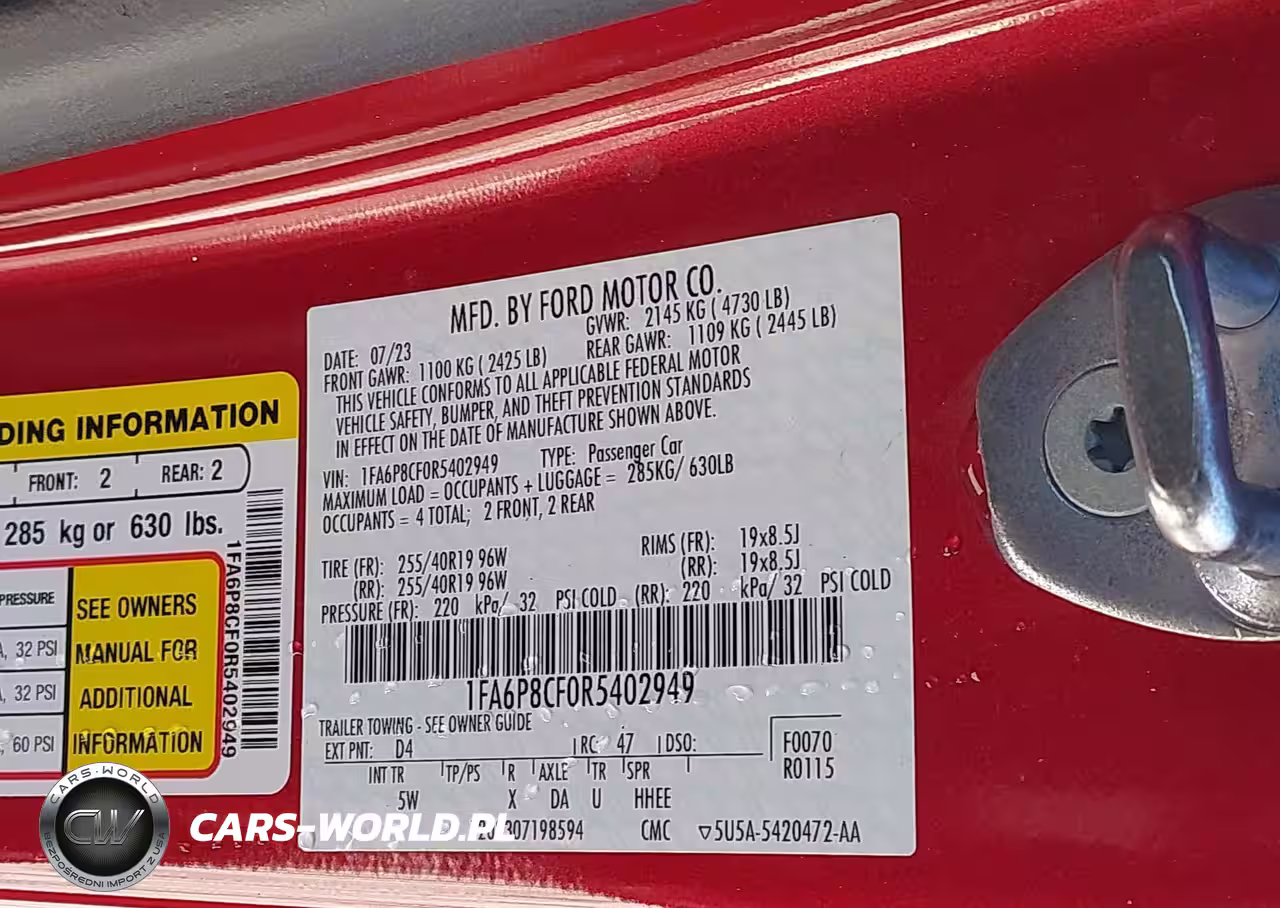 MFD. BY FORD MOTOR CO.
DATE: 07/23 GVWR: 2145 KG ( 4730 LB)
FRONT GAWR: 1100 KG ( 2425 LB) REAR GAWR: 1109 KG ( 2445 LB)
THIS VEHICLE CONFORMS TO ALL APPLICABLE FEDERAL MOTOR
VEHICLE SAFETY, BUMPER, AND THEFT PREVENTION STANDARDS
IN EFFECT ON THE DATE OF MANUFACTURE SHOWN ABOVE.
VIN: 1FA6P8CF0R5402949 TYPE: Passenger Car
MAXIMUM LOAD = OCCUPANTS + LUGGAGE = 285KG/ 630LB
OCCUPANTS = 4 TOTAL; 2 FRONT, 2 REAR
TIRE (FR): 255/40R19 96W RIMS (FR): 19x8.5J
(RR): 255/40R19 96W (RR): 19x8.5J
PRESSURE (FR): 220 kPa/ 32 PSI COLD (RR): 220 kPa/ 32 PSI COLD
1FA6P8CF0R5402949
TRAILER TOWING - SEE OWNER GUIDE
EXT PNT: D4 RC: 47 DSO: F0070
R0115
INT TR TP/PS R AXLE TR SPR
5W X DA U HHEE
307198594 CMC ▽5U5A-5420472-AA
DING INFORMATION
FRONT: 2 REAR: 2
285 kg or 630 lbs.
PRESSURE
32 PSI
32 PSI
60 PSI
SEE OWNERS
MANUAL FOR
ADDITIONAL
INFORMATION
1FA6P8CF0R5402949
CARS-WORLD
CW
BEZPOŚREDNI IMPORT Z USA
CARS-WORLD.PL